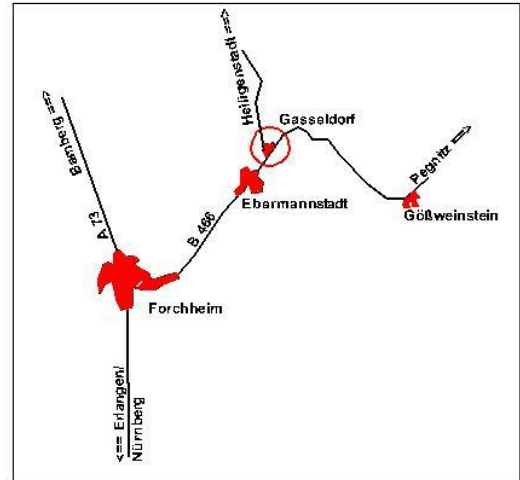 Heiligenstadt ==>
Bamberg ==>
Gasseldorf
Pegnitz ==>
Ebermannstadt
Gößweinstein
A 73
B 466
Forchheim
<== Erlangen/
Nürnberg